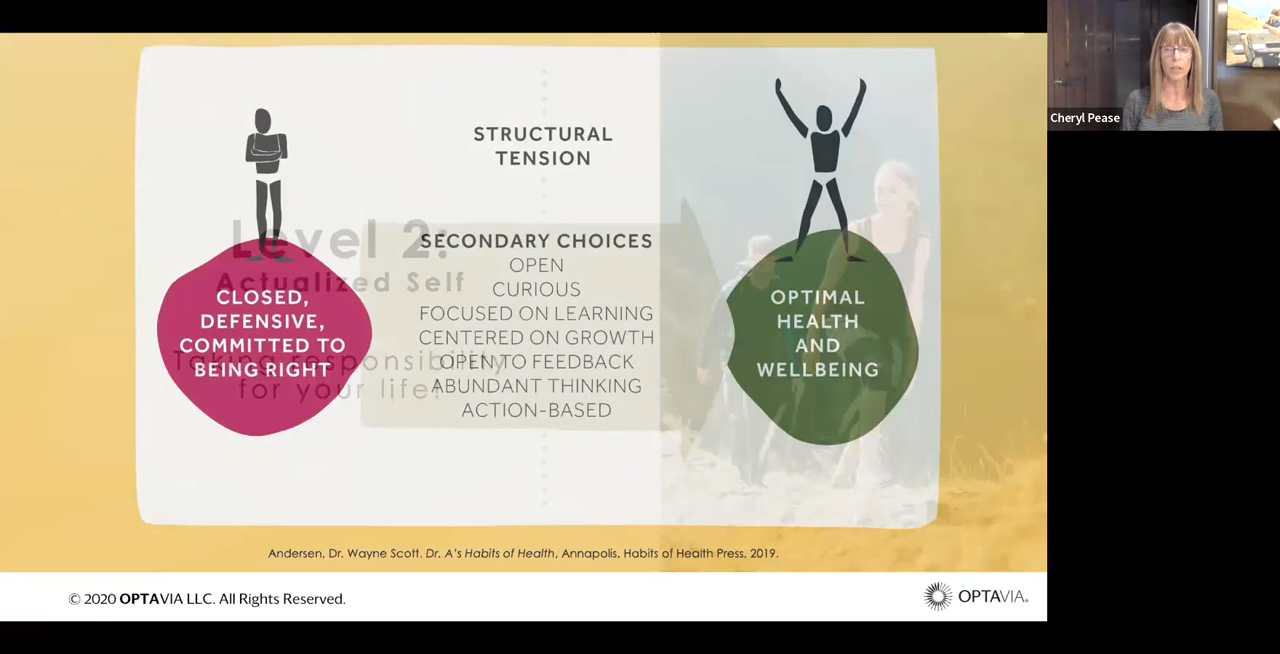 Cheryl Pease
STRUCTURAL
TENSION
Level 2:
Actualized Self
Taking responsibility
for your life!
CLOSED,
DEFENSIVE,
COMMITTED TO
BEING RIGHT
SECONDARY CHOICES
OPEN
CURIOUS
FOCUSED ON LEARNING
CENTERED ON GROWTH
OPEN TO FEEDBACK
ABUNDANT THINKING
ACTION-BASED
OPTIMAL
HEALTH
AND
WELLBEING
Andersen, Dr. Wayne Scott. Dr. A's Habits of Health, Annapolis, Habits of Health Press, 2019.
© 2020 OPTAVIA LLC. All Rights Reserved.
OPTAVIA®